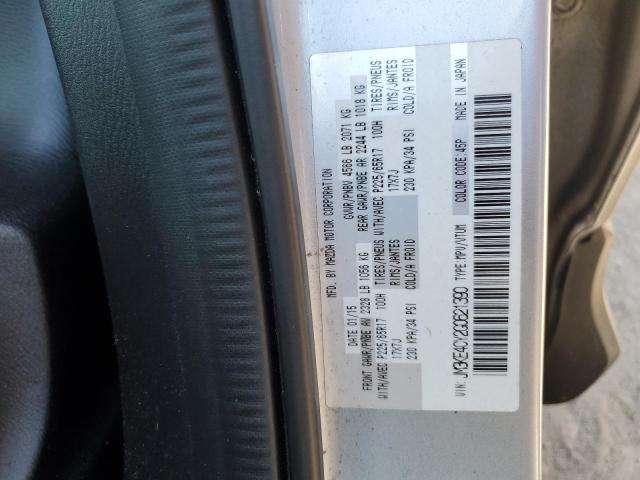 MFD. BY MAZDA MOTOR CORPORATION
DATE 01/15 GVWR/PNBV 4566 LB 2071 KG
FRONT GAWR/PNBE AV 2328 LB 1056 KG REAR GAWR/PNBE AR 2244 LB 1018 KG
WITH/AVEC P225/65R17 100H TIRES/PNEUS WITH/AVEC P225/65R17 100H TIRES/PNEUS
17X7J RIMS/JANTES 17X7J RIMS/JANTES
230 KPA/34 PSI COLD/A FROID 230 KPA/34 PSI COLD/A FROID
VIN: JM3KE4CY2G0621390 TYPE:MPV/VTUM COLOR CODE:45P MADE IN JAPAN